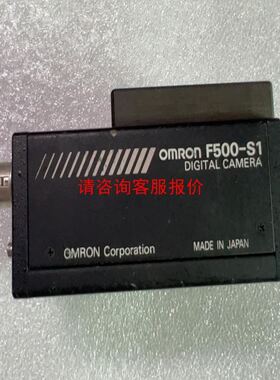 OMRON F500-S1
DIGITAL CAMERA
请咨询客服报价
OMRON Corporation
MADE IN JAPAN